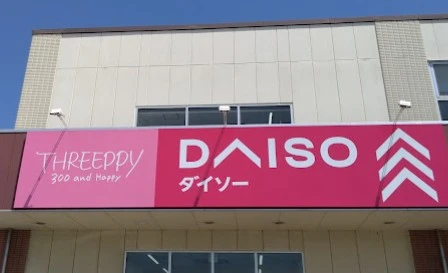 THREEPPY
300 and Happy
DAISO
ダイソー